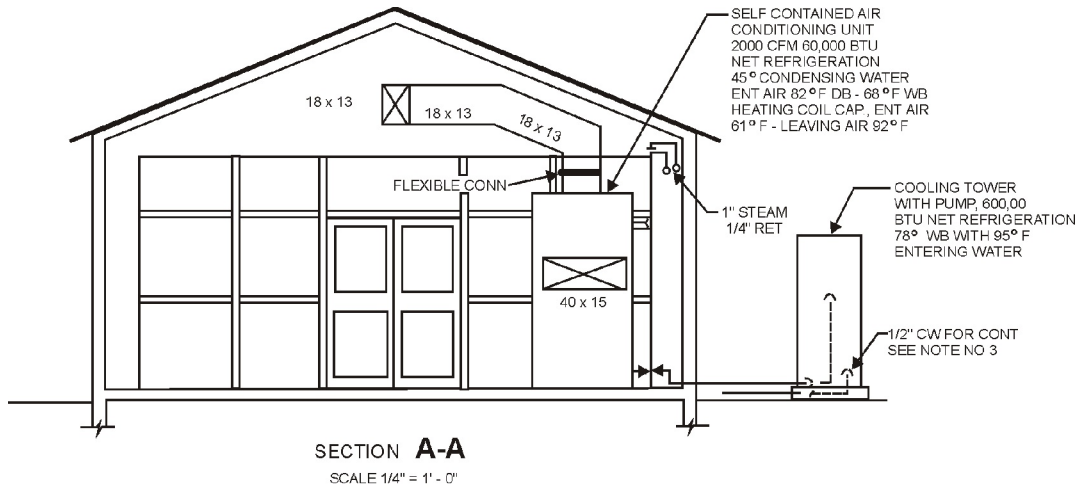 SELF CONTAINED AIR
CONDITIONING UNIT
2000 CFM 60,000 BTU
NET REFRIGERATION
45° CONDENSING WATER
ENT AIR 82°F DB - 68°F WB
HEATING COIL CAP., ENT AIR
61°F - LEAVING AIR 92°F
18 x 13
18 x 13
18 x 13
FLEXIBLE CONN
1" STEAM
1/4" RET
COOLING TOWER
WITH PUMP, 600,00
BTU NET REFRIGERATION
78° WB WITH 95°F
ENTERING WATER
40 x 15
1/2" CW FOR CONT
SEE NOTE NO 3
SECTION A-A
SCALE 1/4" = 1' - 0"